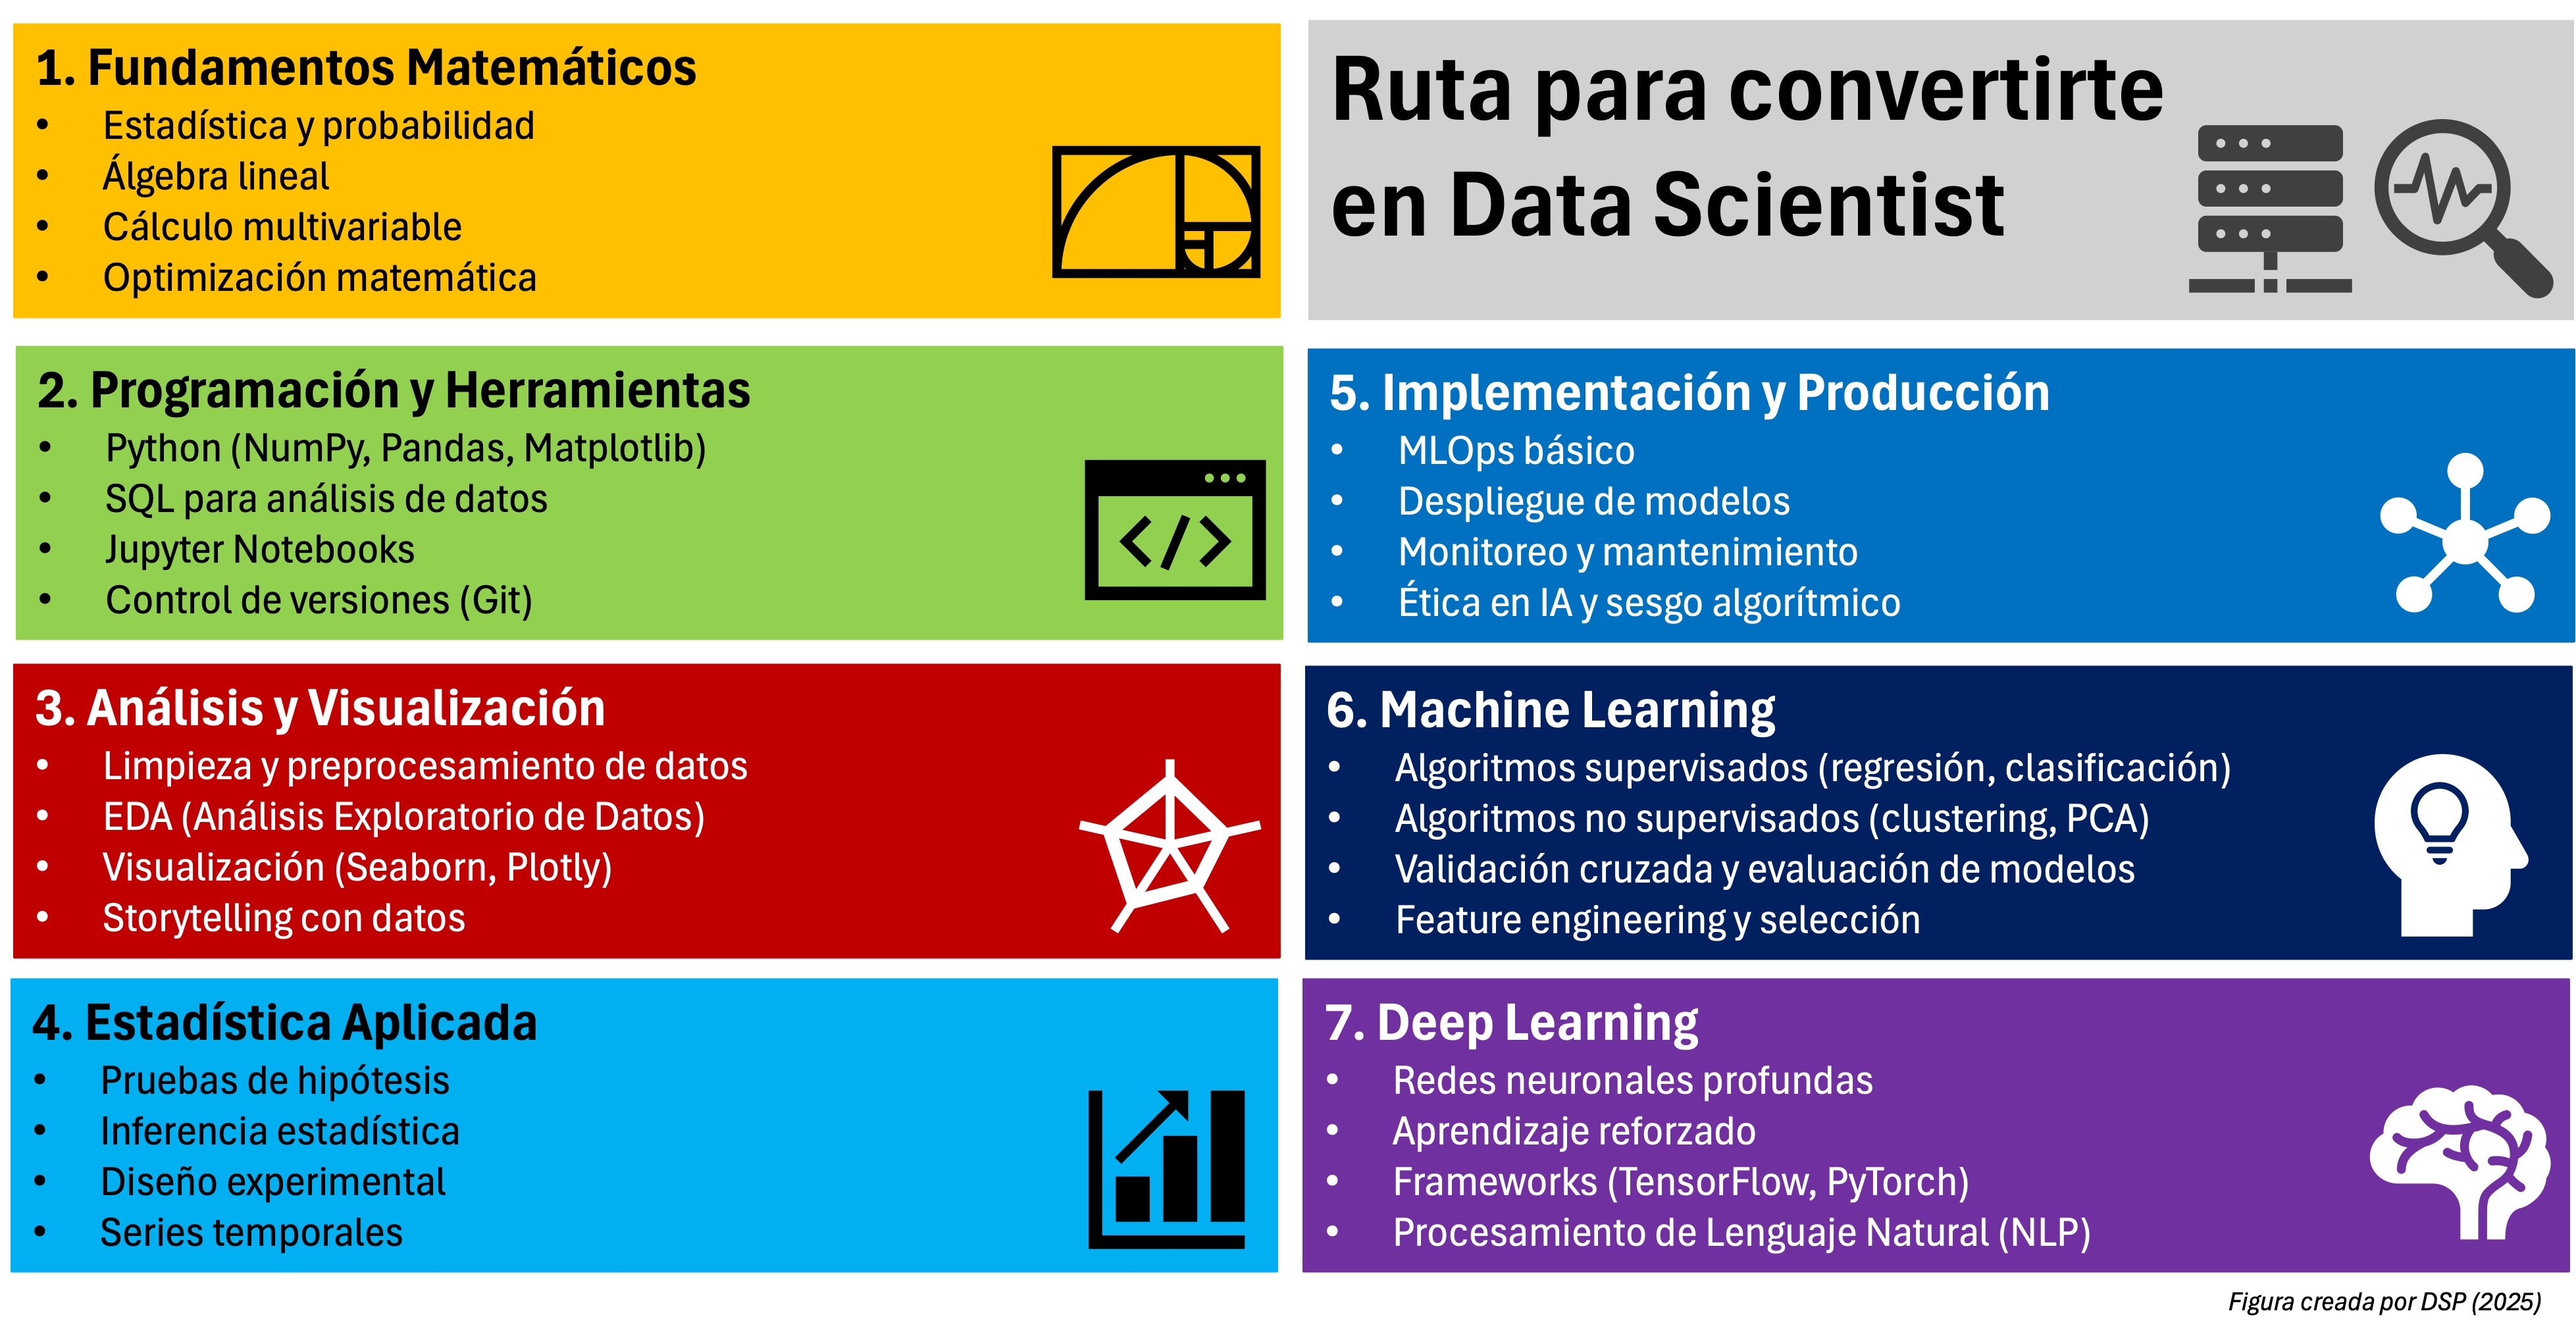 Ruta para convertirte
en Data Scientist
1. Fundamentos Matemáticos
• Estadística y probabilidad
• Álgebra lineal
• Cálculo multivariable
• Optimización matemática
2. Programación y Herramientas
• Python (NumPy, Pandas, Matplotlib)
• SQL para análisis de datos
• Jupyter Notebooks
• Control de versiones (Git)
3. Análisis y Visualización
• Limpieza y preprocesamiento de datos
• EDA (Análisis Exploratorio de Datos)
• Visualización (Seaborn, Plotly)
• Storytelling con datos
4. Estadística Aplicada
• Pruebas de hipótesis
• Inferencia estadística
• Diseño experimental
• Series temporales
5. Implementación y Producción
• MLOps básico
• Despliegue de modelos
• Monitoreo y mantenimiento
• Ética en IA y sesgo algorítmico
6. Machine Learning
• Algoritmos supervisados (regresión, clasificación)
• Algoritmos no supervisados (clustering, PCA)
• Validación cruzada y evaluación de modelos
• Feature engineering y selección
7. Deep Learning
• Redes neuronales profundas
• Aprendizaje reforzado
• Frameworks (TensorFlow, PyTorch)
• Procesamiento de Lenguaje Natural (NLP)
Figura creada por DSP (2025)